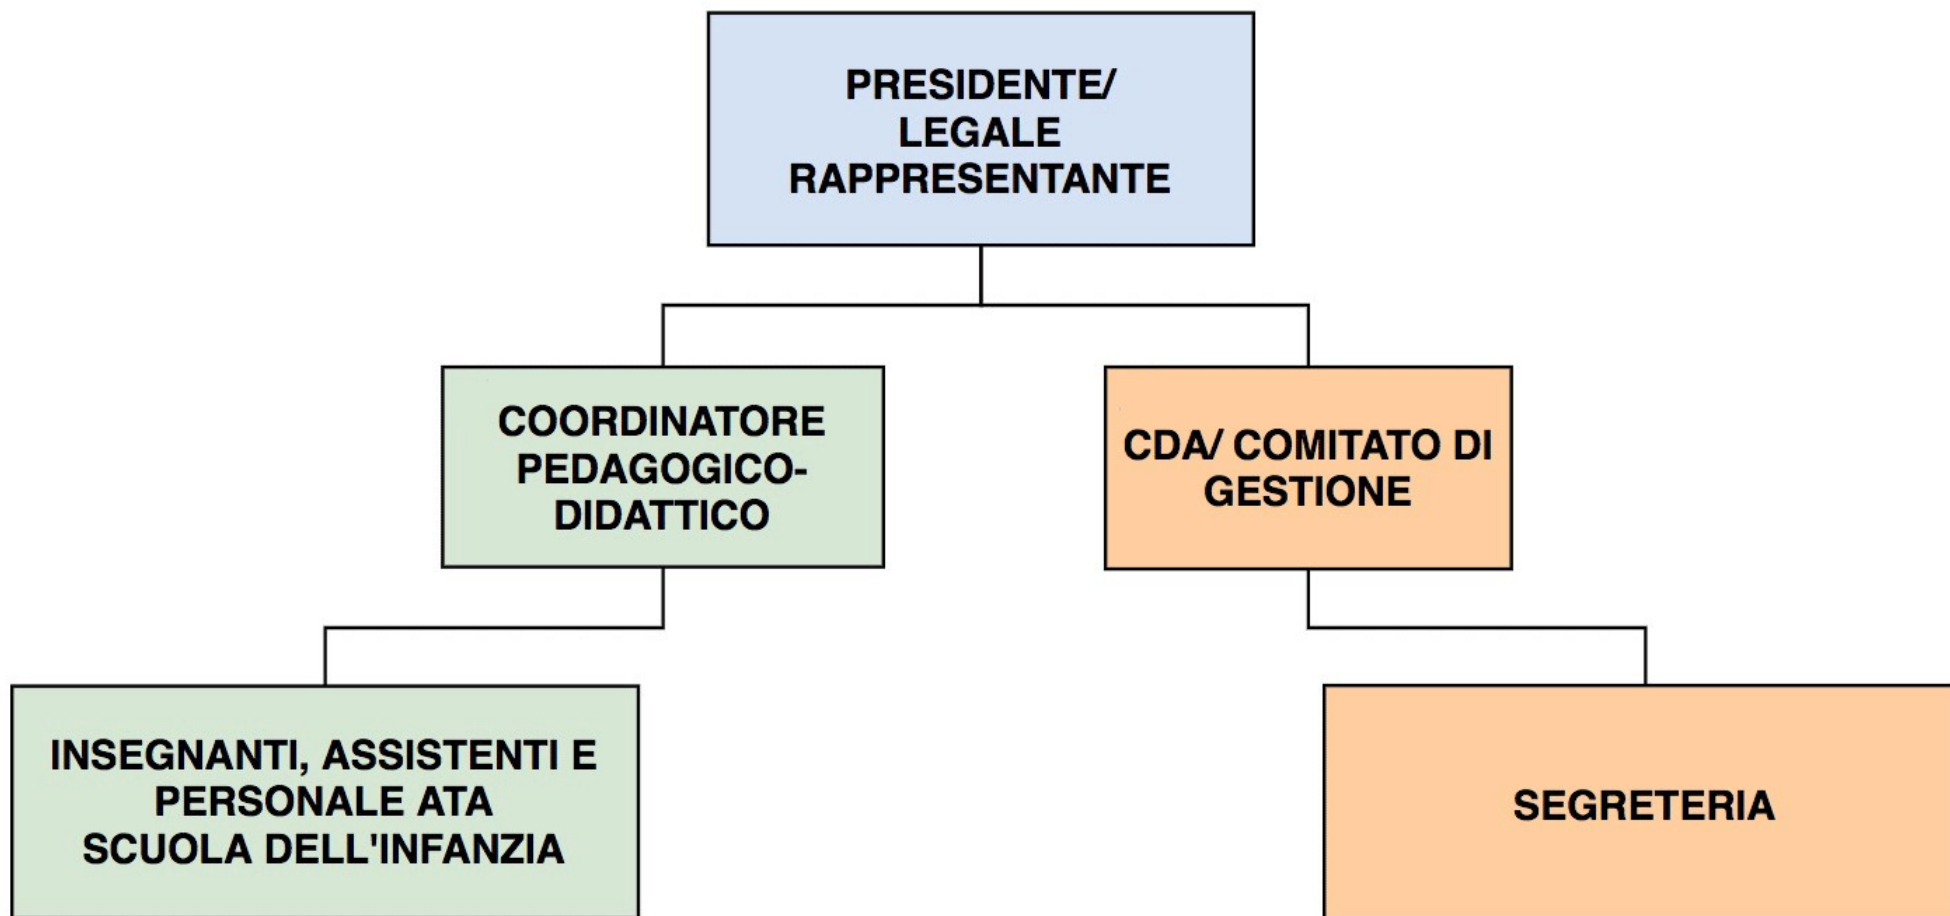 PRESIDENTE/
LEGALE
RAPPRESENTANTE
COORDINATORE
PEDAGOGICO-
DIDATTICO
CDA/ COMITATO DI
GESTIONE
INSEGNANTI, ASSISTENTI E
PERSONALE ATA
SCUOLA DELL'INFANZIA
SEGRETERIA